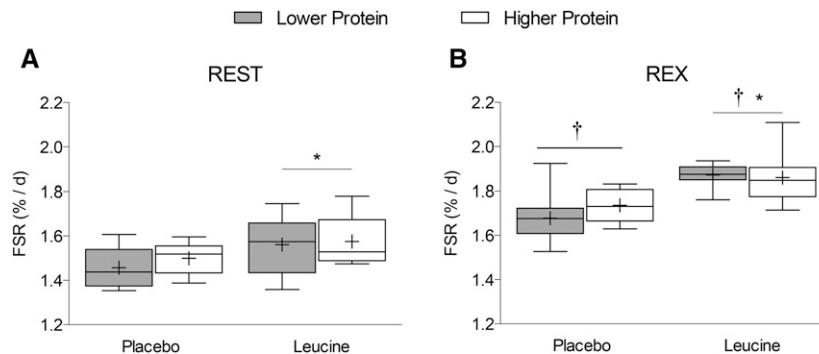 Lower Protein Higher Protein
A B
REST REX
2.2 2.2
† *
†
2.0 2.0
*
1.8 1.8
FSR (% / d) FSR (% / d)
1.6 1.6
1.4 1.4
1.2 1.2
Placebo Leucine Placebo Leucine